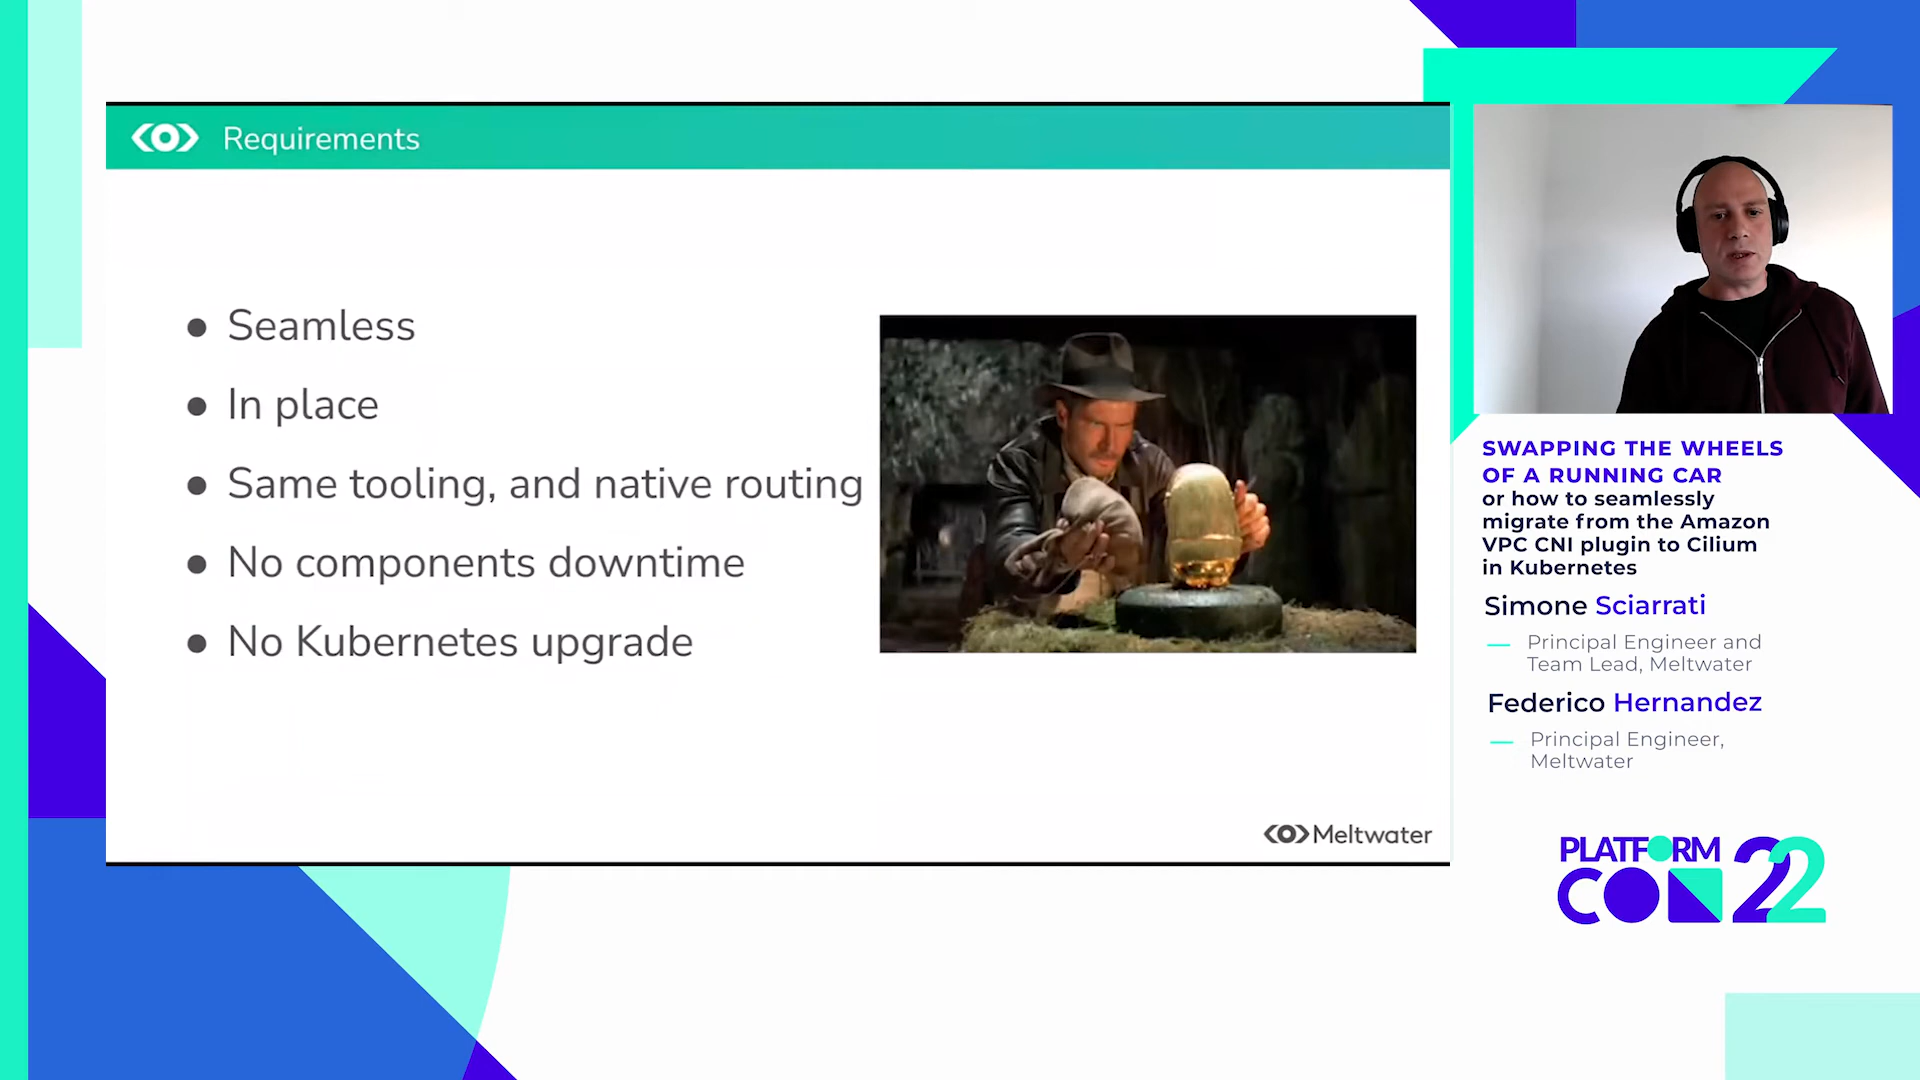 Requirements
● Seamless
● In place
● Same tooling, and native routing
● No components downtime
● No Kubernetes upgrade
Meltwater
SWAPPING THE WHEELS
OF A RUNNING CAR
or how to seamlessly
migrate from the Amazon
VPC CNI plugin to Cilium
in Kubernetes
Simone Sciarrati
— Principal Engineer and
Team Lead, Meltwater
Federico Hernandez
— Principal Engineer,
Meltwater
PLATFORM
CON 22